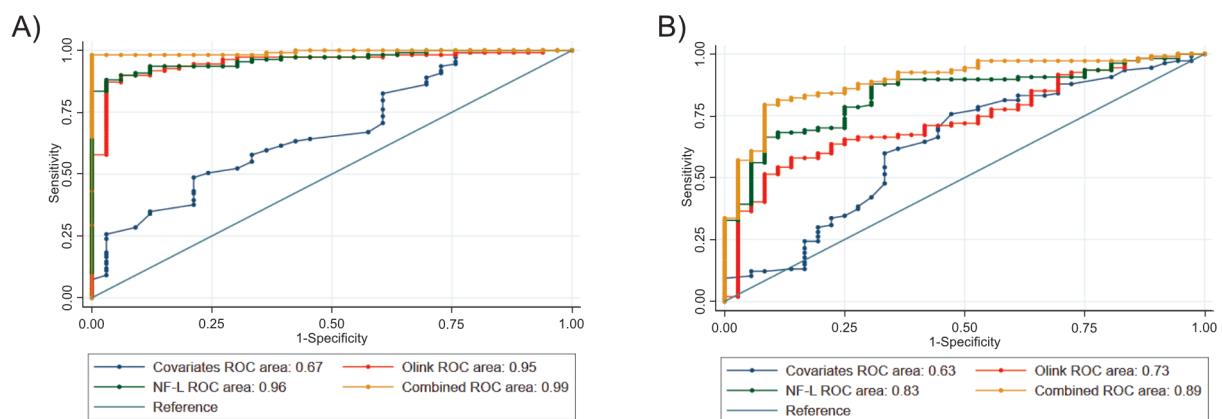 A)
Sensitivity
0.00 0.25 0.50 0.75 1.00
0.00 0.25 0.50 0.75 1.00
1-Specificity
Covariates ROC area: 0.67 Olink ROC area: 0.95
NF-L ROC area: 0.96 Combined ROC area: 0.99
Reference
B)
Sensitivity
0.00 0.25 0.50 0.75 1.00
0.00 0.25 0.50 0.75 1.00
1-Specificity
Covariates ROC area: 0.63 Olink ROC area: 0.73
NF-L ROC area: 0.83 Combined ROC area: 0.89
Reference